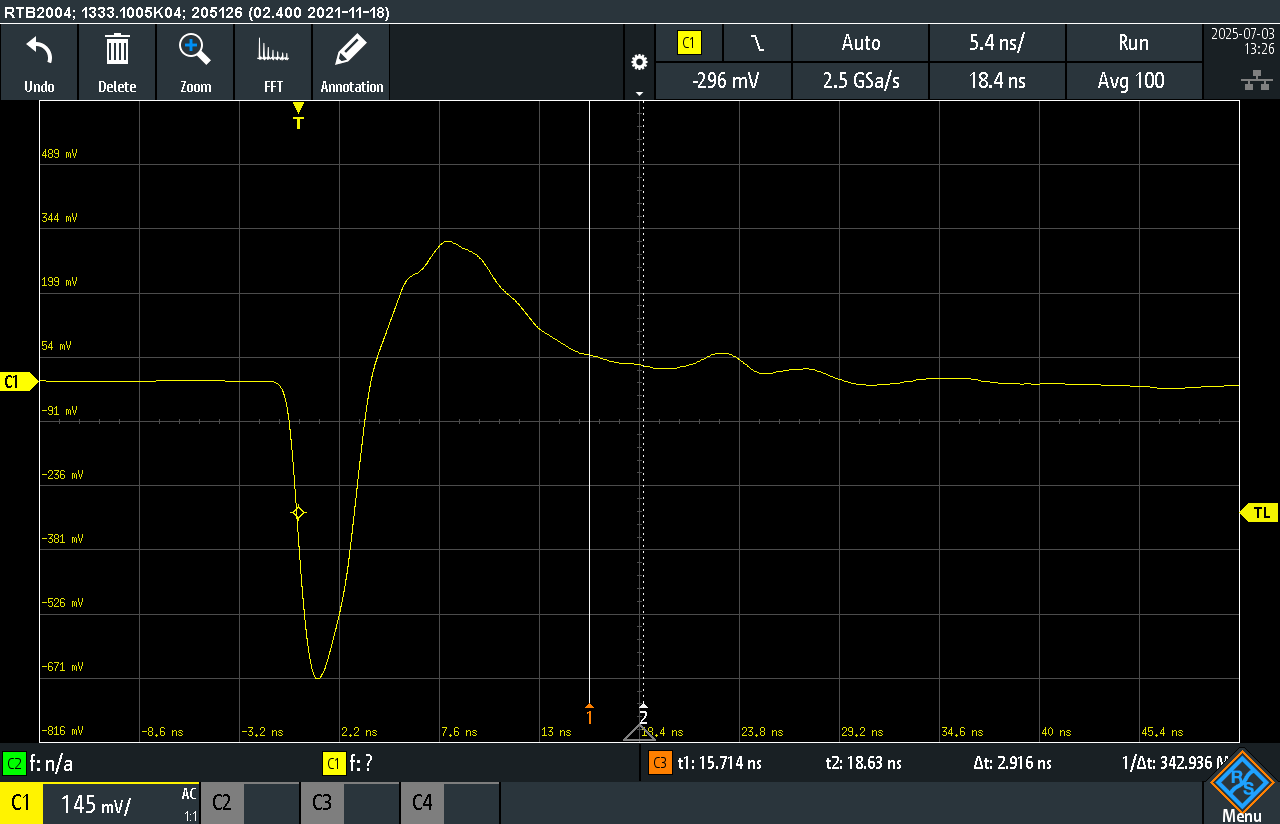 RTB2004; 1333.1005K04; 205126 (02.400 2021-11-18)
Undo Delete Zoom FFT Annotation
C1 Auto 5.4 ns/ Run
-296 mV 2.5 GSa/s 18.4 ns Avg 100
2025-07-03
13:26
T
489 mV
344 mV
199 mV
54 mV
C1
-91 mV
-236 mV
TL
-381 mV
-526 mV
-671 mV
1 2
-816 mV -8.6 ns -3.2 ns 2.2 ns 7.6 ns 13 ns 18.4 ns 23.8 ns 29.2 ns 34.6 ns 40 ns 45.4 ns
C2 f: n/a C1 f: ? C3 t1: 15.714 ns t2: 18.63 ns Δt: 2.916 ns 1/Δt: 342.936 M
C1 145 mV/ AC 1:1 C2 C3 C4
R&S
Menu